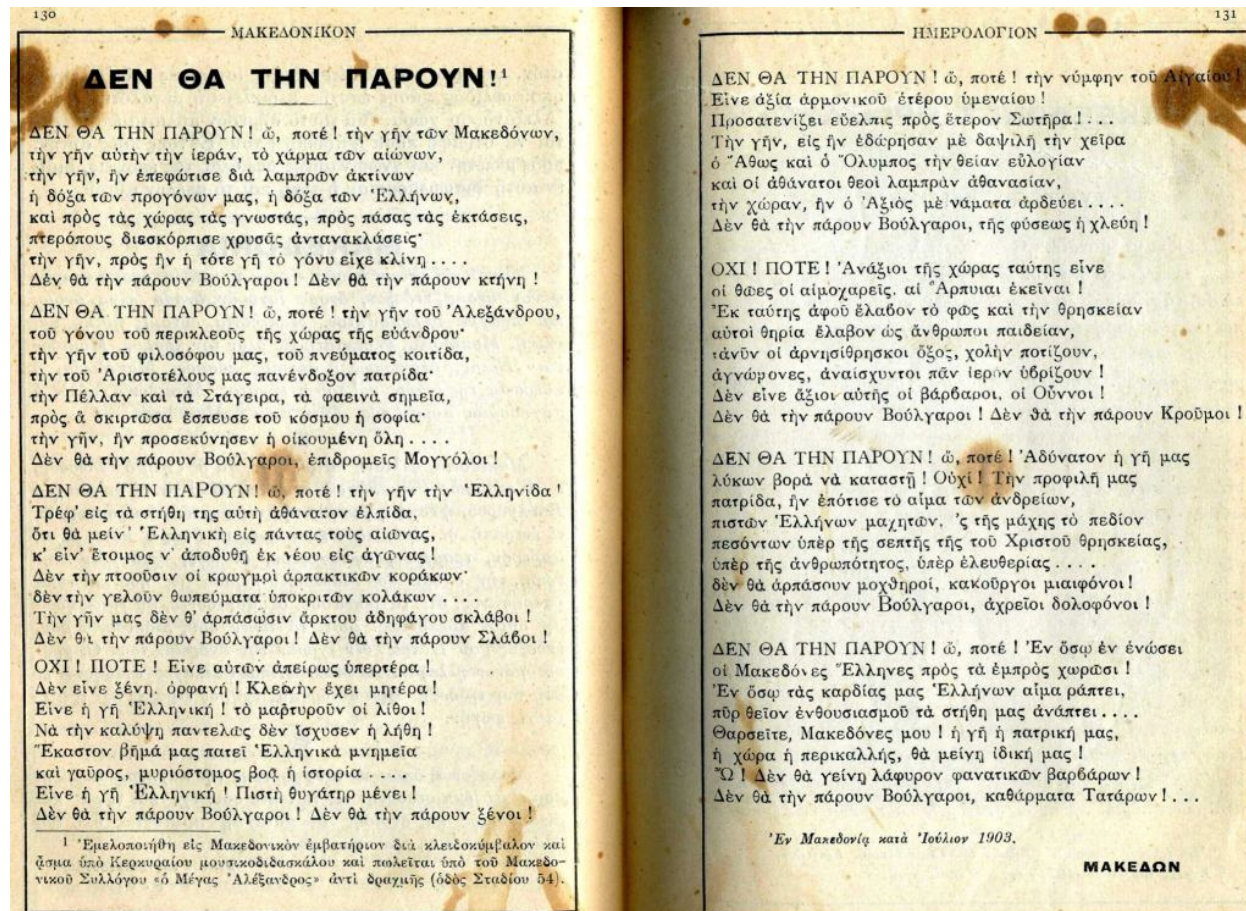 130
ΜΑΚΕΔΟΝΙΚΟΝ
ΔΕΝ ΘΑ ΤΗΝ ΠΑΡΟΥΝ!¹
ΔΕΝ ΘΑ ΤΗΝ ΠΑΡΟΥΝ! ὤ, ποτέ! τὴν γῆν τῶν Μακεδόνων,
τὴν γῆν αὐτὴν τὴν ἱεράν, τὸ χάρμα τῶν αἰώνων,
τὴν γῆν, ἣν ἐπεφώτισε διὰ λαμπρῶν ἀκτίνων
ἡ δόξα τῶν προγόνων μας, ἡ δόξα τῶν Ἑλλήνων,
καὶ πρὸς τὰς χώρας τὰς γνωστάς, πρὸς πάσας τὰς ἐκτάσεις,
πτερόπους διεσκόρπισε χρυσᾶς ἀντανακλάσεις·
τὴν γῆν, πρὸς ἣν ἡ τότε γῆ τὸ γόνυ εἶχε κλίνῃ....
Δὲν θὰ τὴν πάρουν Βούλγαροι! Δὲν θὰ τὴν πάρουν κτήνη!
ΔΕΝ ΘΑ ΤΗΝ ΠΑΡΟΥΝ! ὤ, ποτέ! τὴν γῆν τοῦ Ἀλεξάνδρου,
τοῦ γόνου τοῦ περικλεοῦς τῆς χώρας τῆς εὐάνδρου·
τὴν γῆν τοῦ φιλοσόφου μας, τοῦ πνεύματος κοιτίδα,
τὴν τοῦ Ἀριστοτέλους μας πανένδοξον πατρίδα·
τὴν Πέλλαν καὶ τὰ Στάγειρα, τὰ φαεινὰ σημεῖα,
πρὸς ἃ σκιρτῶσα ἔσπευσε τοῦ κόσμου ἡ σοφία·
τὴν γῆν, ἣν προσεκύνησεν ἡ οἰκουμένη ὅλη....
Δὲν θὰ τὴν πάρουν Βούλγαροι, ἐπιδρομεῖς Μογγόλοι!
ΔΕΝ ΘΑ ΤΗΝ ΠΑΡΟΥΝ! ὤ, ποτέ! τὴν γῆν τὴν Ἑλληνίδα!
Τρέφ' εἰς τὰ στήθη της αὐτὴ ἀθάνατον ἐλπίδα,
ὅτι θὰ μείν' Ἑλληνικὴ εἰς πάντας τοὺς αἰῶνας,
κ' εἶν' ἕτοιμος ν' ἀποδυθῇ ἐκ νέου εἰς ἀγῶνας!
Δὲν τὴν πτοοῦσιν οἱ κρωγμοὶ ἁρπακτικῶν κοράκων·
δὲν τὴν γελοῦν θωπεύματα ὑποκριτῶν κολάκων....
Τὴν γῆν μας δὲν θ' ἁρπάσωσιν ἄρκτου ἀδηφάγου σκλάβοι!
Δὲν θὰ τὴν πάρουν Βούλγαροι! Δὲν θὰ τὴν πάρουν Σλάβοι!
ΟΧΙ! ΠΟΤΕ! Εἶνε αὐτῶν ἀπείρως ὑπερτέρα!
Δὲν εἶνε ξένη, ὀρφανή! Κλεινὴν ἔχει μητέρα!
Εἶνε ἡ γῆ Ἑλληνική! τὸ μαρτυροῦν οἱ λίθοι!
Νὰ τὴν καλύψῃ παντελῶς δὲν ἴσχυσεν ἡ λήθη!
Ἕκαστον βῆμά μας πατεῖ Ἑλληνικὰ μνημεῖα
καὶ γαῦρος, μυριόστομος βοᾷ ἡ ἱστορία....
Εἶνε ἡ γῆ Ἑλληνική! Πιστὴ θυγάτηρ μένει!
Δὲν θὰ τὴν πάρουν Βούλγαροι! Δὲν θὰ τὴν πάρουν ξένοι!
¹ Ἐμελοποιήθη εἰς Μακεδονικὸν ἐμβατήριον διὰ κλειδοκύμβαλον καὶ
ᾆσμα ὑπὸ Κερκυραίου μουσικοδιδασκάλου καὶ πωλεῖται ὑπὸ τοῦ Μακεδο-
νικοῦ Συλλόγου «ὁ Μέγας Ἀλέξανδρος» ἀντὶ δραχμῆς (ὁδὸς Σταδίου 54).
131
ΗΜΕΡΟΛΟΓΙΟΝ
ΔΕΝ ΘΑ ΤΗΝ ΠΑΡΟΥΝ! ὤ, ποτέ! τὴν νύμφην τοῦ Αἰγαίου!
Εἶνε ἀξία ἁρμονικοῦ ἑτέρου ὑμεναίου!
Προσατενίζει εὔελπις πρὸς ἕτερον Σωτῆρα!...
Τὴν γῆν, εἰς ἣν ἐδώρησαν μὲ δαψιλῆ τὴν χεῖρα
ὁ Ἄθως καὶ ὁ Ὄλυμπος τὴν θείαν εὐλογίαν
καὶ οἱ ἀθάνατοι θεοὶ λαμπρὰν ἀθανασίαν,
τὴν χώραν, ἣν ὁ Ἀξιὸς μὲ νάματα ἀρδεύει....
Δὲν θὰ τὴν πάρουν Βούλγαροι, τῆς φύσεως ἡ χλεύη!
ΟΧΙ! ΠΟΤΕ! Ἀνάξιοι τῆς χώρας ταύτης εἶνε
οἱ θῶες οἱ αἱμοχαρεῖς, αἱ Ἅρπυιαι ἐκεῖναι!
Ἐκ ταύτης ἀφοῦ ἔλαβον τὸ φῶς καὶ τὴν θρησκείαν
αὐτοὶ θηρία ἔλαβον ὡς ἄνθρωποι παιδείαν,
τανῦν οἱ ἀρνησίθρησκοι ὄξος, χολὴν ποτίζουν,
ἀγνώμονες, ἀναίσχυντοι πᾶν ἱερὸν ὑβρίζουν!
Δὲν εἶνε ἄξιοι αὐτῆς οἱ βάρβαροι, οἱ Οὗννοι!
Δὲν θὰ τὴν πάρουν Βούλγαροι! Δὲν θὰ τὴν πάρουν Κροῦμοι!
ΔΕΝ ΘΑ ΤΗΝ ΠΑΡΟΥΝ! ὤ, ποτέ! Ἀδύνατον ἡ γῆ μας
λύκων βορὰ νὰ καταστῇ! Οὐχί! Τὴν προφιλῆ μας
πατρίδα, ἣν ἐπότισε τὸ αἷμα τῶν ἀνδρείων,
πιστῶν Ἑλλήνων μαχητῶν, 'ς τῆς μάχης τὸ πεδίον
πεσόντων ὑπὲρ τῆς σεπτῆς τῆς τοῦ Χριστοῦ θρησκείας,
ὑπὲρ τῆς ἀνθρωπότητος, ὑπὲρ ἐλευθερίας....
δὲν θὰ ἁρπάσουν μοχθηροί, κακοῦργοι μιαιφόνοι!
Δὲν θὰ τὴν πάρουν Βούλγαροι, ἀχρεῖοι δολοφόνοι!
ΔΕΝ ΘΑ ΤΗΝ ΠΑΡΟΥΝ! ὤ, ποτέ! Ἐν ὅσῳ ἐν ἑνώσει
οἱ Μακεδόνες Ἕλληνες πρὸς τὰ ἐμπρὸς χωρῶσι!
Ἐν ὅσῳ τὰς καρδίας μας Ἑλλήνων αἷμα ῥάπτει,
πῦρ θεῖον ἐνθουσιασμοῦ τὰ στήθη μας ἀνάπτει....
Θαρσεῖτε, Μακεδόνες μου! ἡ γῆ ἡ πατρική μας,
ἡ χώρα ἡ περικαλλής, θὰ μείνῃ ἰδική μας!
Ὤ! Δὲν θὰ γείνῃ λάφυρον φανατικῶν βαρβάρων!
Δὲν θὰ τὴν πάρουν Βούλγαροι, καθάρματα Τατάρων!...
Ἐν Μακεδονίᾳ κατὰ Ἰούλιον 1903.
ΜΑΚΕΔΩΝ